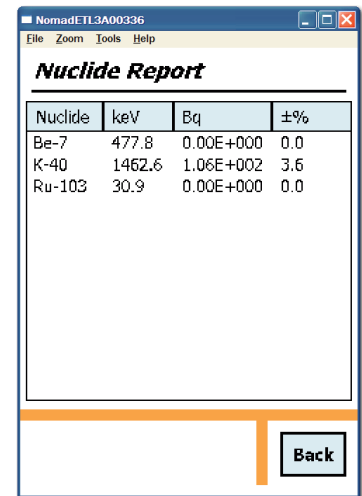 NomadETL3A00336
File Zoom Tools Help
Nuclide Report
Nuclide keV Bq ±%
Be-7 477.8 0.00E+000 0.0
K-40 1462.6 1.06E+002 3.6
Ru-103 30.9 0.00E+000 0.0
Back